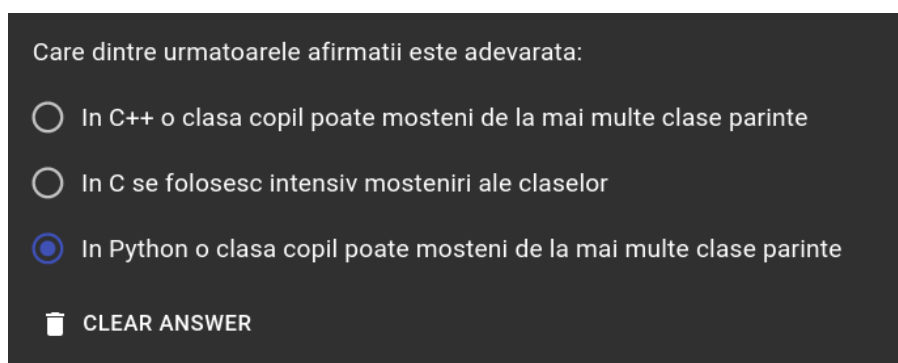 Care dintre urmatoarele afirmatii este adevarata:
In C++ o clasa copil poate mosteni de la mai multe clase parinte
In C se folosesc intensiv mosteniri ale claselor
In Python o clasa copil poate mosteni de la mai multe clase parinte
CLEAR ANSWER